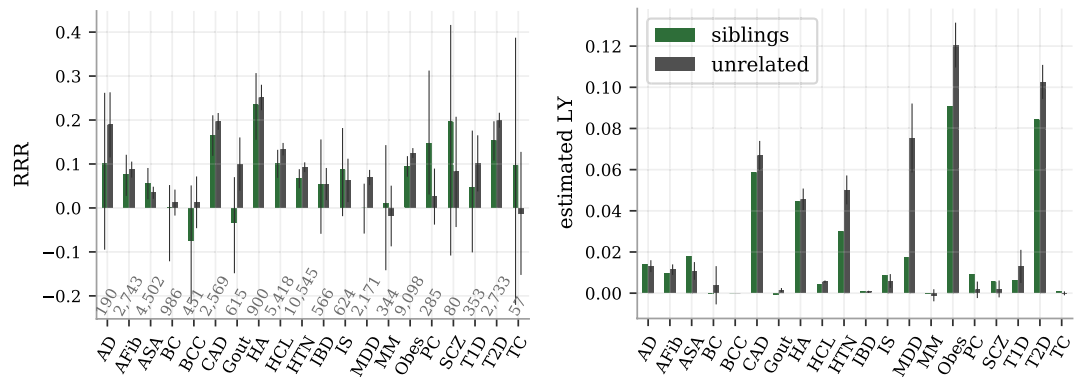 RRR
0.4
0.3
0.2
0.1
0.0
−0.1
−0.2
190
2,743
4,502
986
451
2,569
615
900
5,418
10,545
566
624
2,171
344
9,098
285
80
353
2,733
57
AD
AFib
ASA
BC
BCC
CAD
Gout
HA
HCL
HTN
IBD
IS
MDD
MM
Obes
PC
SCZ
T1D
T2D
TC
estimated LY
0.12
0.10
0.08
0.06
0.04
0.02
0.00
siblings
unrelated
AD
AFib
ASA
BC
BCC
CAD
Gout
HA
HCL
HTN
IBD
IS
MDD
MM
Obes
PC
SCZ
T1D
T2D
TC